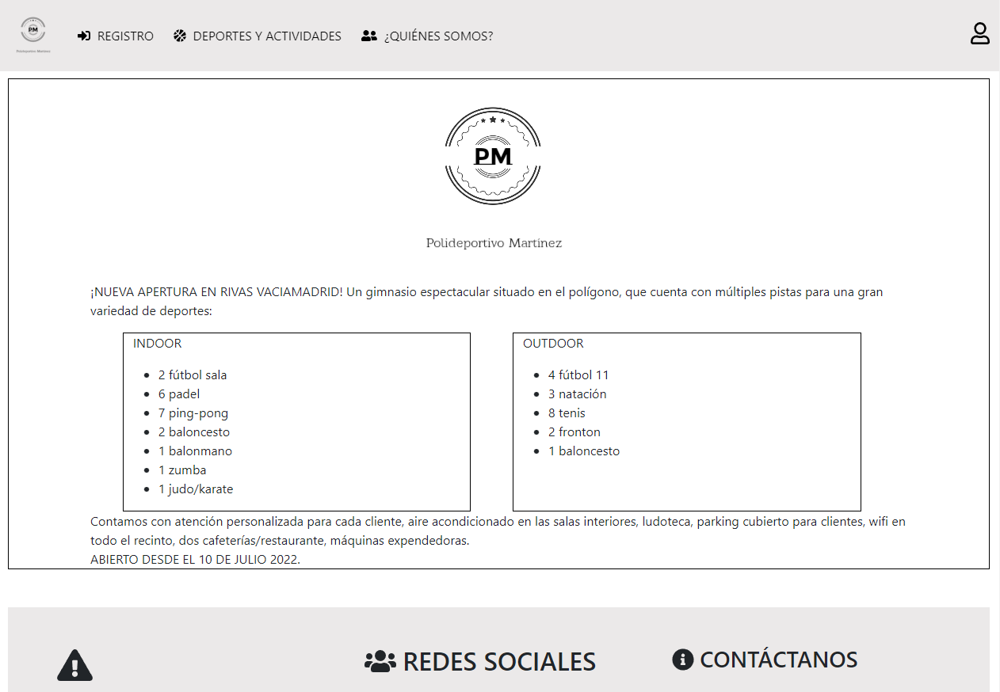 PM
Polideportivo Martínez
REGISTRO
DEPORTES Y ACTIVIDADES
¿QUIÉNES SOMOS?
PM
Polideportivo Martínez
¡NUEVA APERTURA EN RIVAS VACIAMADRID! Un gimnasio espectacular situado en el polígono, que cuenta con múltiples pistas para una gran
variedad de deportes:
INDOOR
2 fútbol sala
6 padel
7 ping-pong
2 baloncesto
1 balonmano
1 zumba
1 judo/karate
OUTDOOR
4 fútbol 11
3 natación
8 tenis
2 fronton
1 baloncesto
Contamos con atención personalizada para cada cliente, aire acondicionado en las salas interiores, ludoteca, parking cubierto para clientes, wifi en
todo el recinto, dos cafeterías/restaurante, máquinas expendedoras.
ABIERTO DESDE EL 10 DE JULIO 2022.
REDES SOCIALES
CONTÁCTANOS